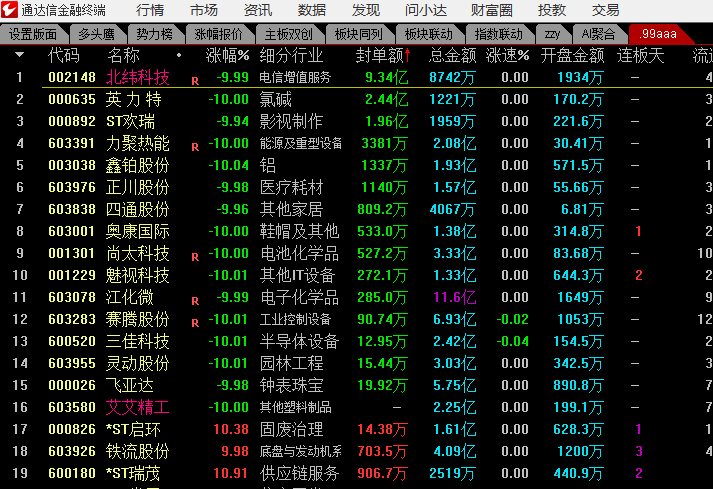 通达信金融终端 行情 市场 资讯 数据 发现 问小达 财富圈 投教 交易
设置版面 多头鹰 势力榜 涨幅报价 主板双创 板块同列 板块联动 指数联动 zzy AI聚合 .99aaa
代码 名称 涨幅% 细分行业 封单额↑ 总金额 涨速% 开盘金额 连板天 流通
1 002148 北纬科技 R -9.99 电信增值服务 9.34亿 8742万 0.00 1934万 — 4
2 000635 英力特 -10.00 氯碱 2.44亿 1221万 0.00 170.2万 — 3
3 000892 ST欢瑞 -9.94 影视制作 1.96亿 1959万 0.00 221.6万 — 1
4 603391 力聚热能 R -10.00 能源及重型设备 3381万 2.08亿 0.00 30.41万 — 1
5 003038 鑫铂股份 -10.04 铝 1337万 1.93亿 0.00 571.5万 — 1
6 603976 正川股份 -9.98 医疗耗材 1140万 1.57亿 0.00 55.66万 — 3
7 603838 四通股份 -9.96 其他家居 809.2万 4067万 0.00 6.81万 — 2
8 603001 奥康国际 -10.00 鞋帽及其他 533.0万 1.38亿 0.00 314.8万 1 2
9 001301 尚太科技 R -10.00 电池化学品 527.2万 3.33亿 0.00 83.68万 — 10
10 001229 魅视科技 -10.01 其他IT设备 272.1万 1.33亿 0.00 644.3万 2 2
11 603078 江化微 R -9.99 电子化学品 285.0万 11.6亿 0.00 1649万 — 9
12 603283 赛腾股份 R -10.01 工业控制设备 90.74万 6.93亿 -0.02 1053万 — 12
13 600520 三佳科技 -10.01 半导体设备 12.95万 2.42亿 -0.04 154.5万 — 4
14 603955 灵动股份 -10.01 园林工程 15.44万 3.03亿 0.00 342.5万 — 7
15 000026 飞亚达 -9.98 钟表珠宝 19.92万 5.75亿 0.00 890.8万 — 7
16 603580 艾艾精工 -10.00 其他塑料制品 — 2.25亿 0.00 199.1万 — 7
17 000826 *ST启环 10.38 固废治理 14.38万 1.61亿 0.00 628.3万 1 5
18 603926 铁流股份 9.98 底盘与发动机系 703.5万 4.09亿 0.00 1200万 3 4
19 600180 *ST瑞茂 10.91 供应链服务 906.7万 2519万 0.00 440.9万 2 2